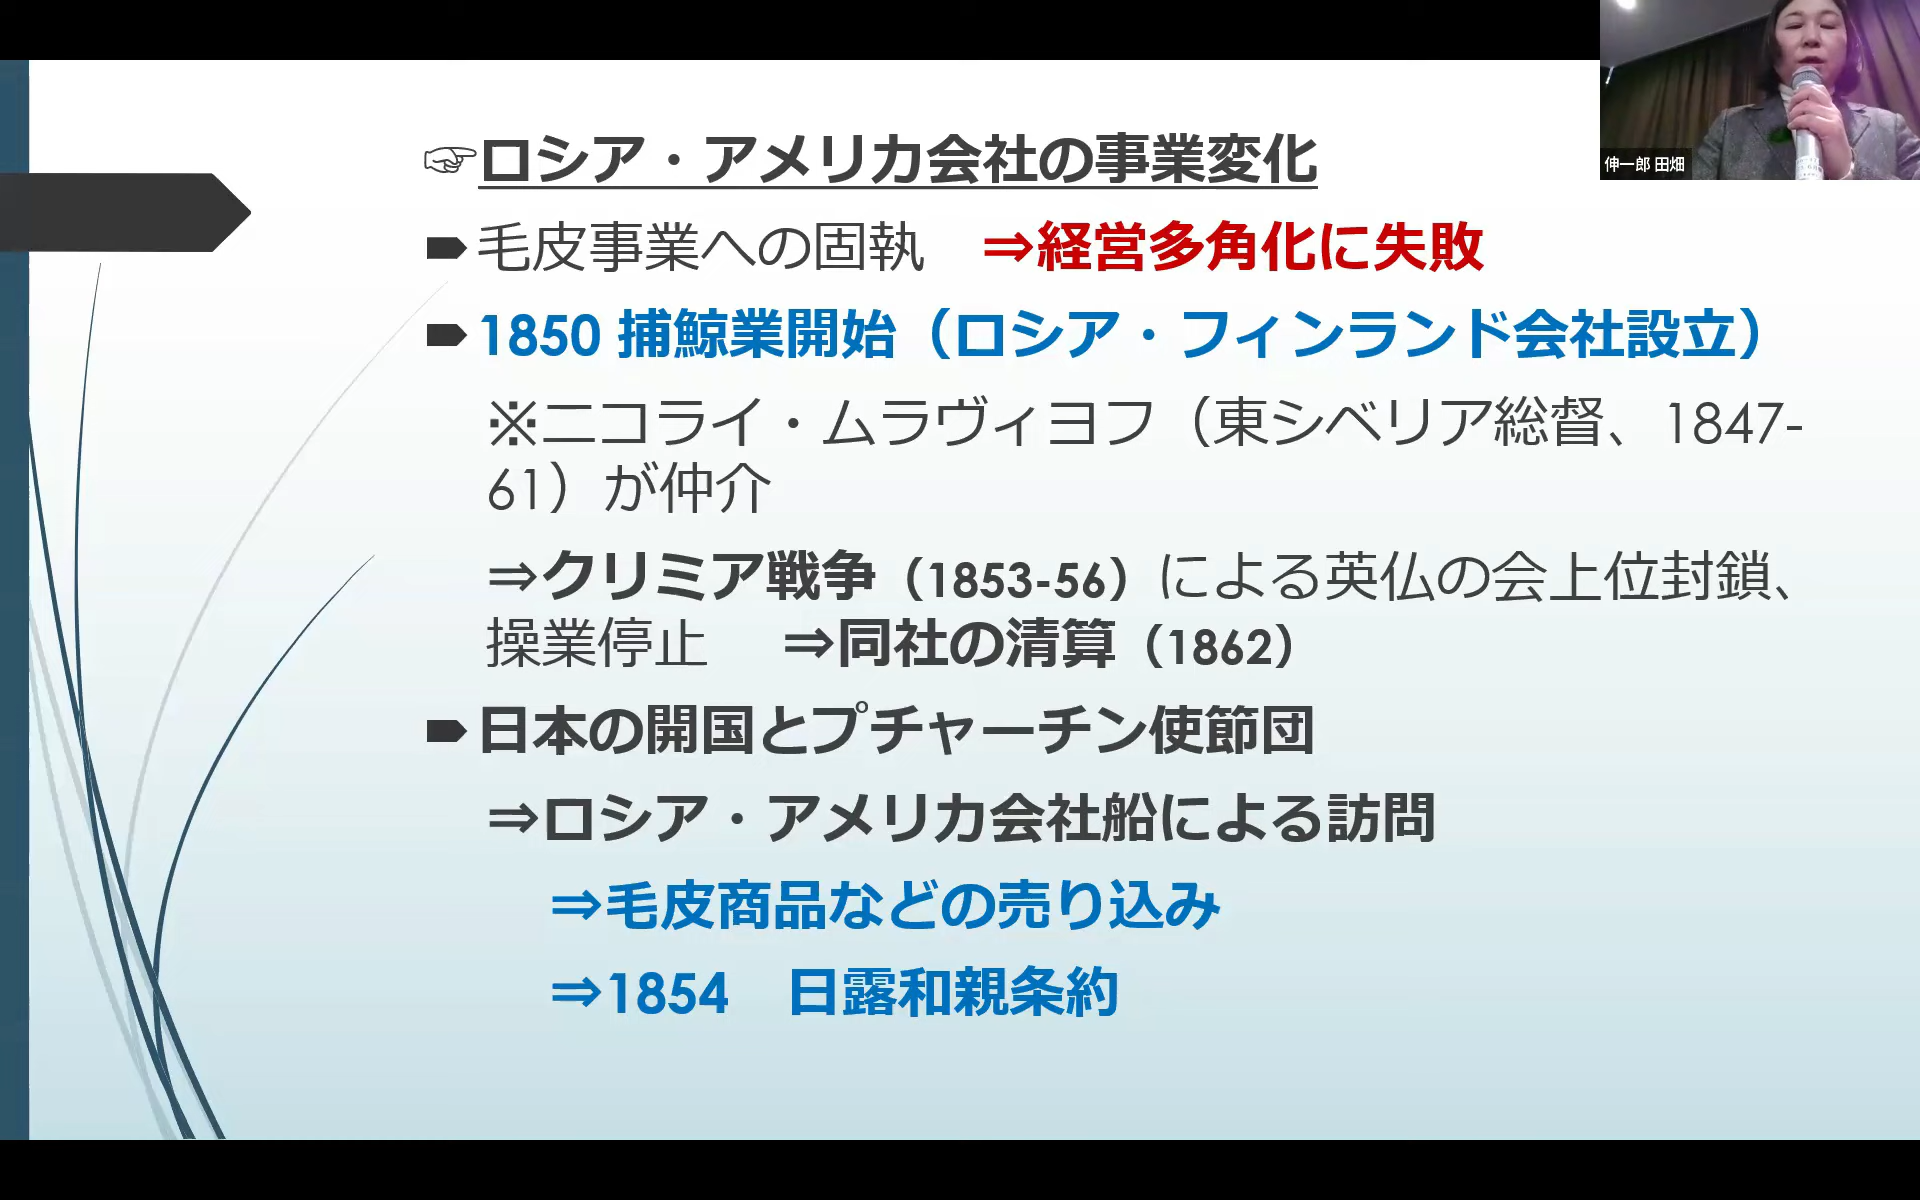 ☞ロシア・アメリカ会社の事業変化
毛皮事業への固執　⇒経営多角化に失敗
1850 捕鯨業開始（ロシア・フィンランド会社設立）
※ニコライ・ムラヴィヨフ（東シベリア総督、1847-
61）が仲介
⇒クリミア戦争（1853-56）による英仏の会上位封鎖、
操業停止　⇒同社の清算（1862）
日本の開国とプチャーチン使節団
⇒ロシア・アメリカ会社船による訪問
⇒毛皮商品などの売り込み
⇒1854　日露和親条約
伸一郎 田畑